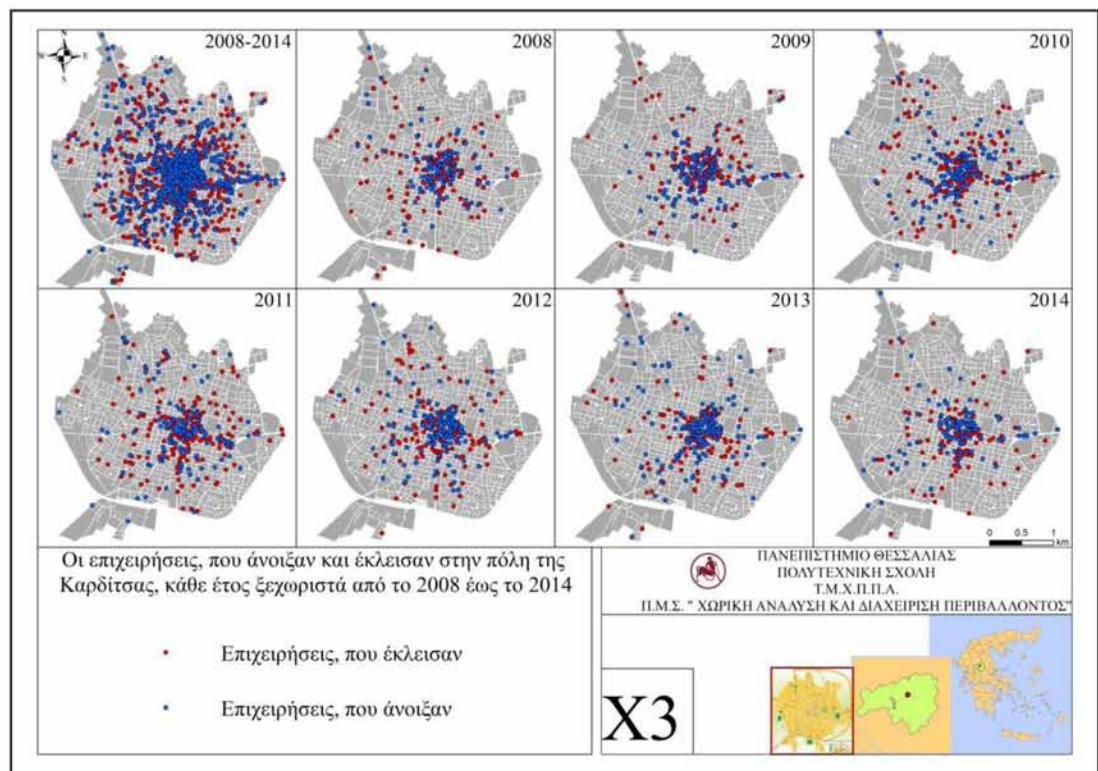 2008-2014
2008
2009
2010
N
W
E
S
2011
2012
2013
2014
0 0.5 1
km
Οι επιχειρήσεις, που άνοιξαν και έκλεισαν στην πόλη της
Καρδίτσας, κάθε έτος ξεχωριστά από το 2008 έως το 2014
Επιχειρήσεις, που έκλεισαν
Επιχειρήσεις, που άνοιξαν
ΠΑΝΕΠΙΣΤΗΜΙΟ ΘΕΣΣΑΛΙΑΣ
ΠΟΛΥΤΕΧΝΙΚΗ ΣΧΟΛΗ
Τ.Μ.Χ.Π.Π.Α.
Π.Μ.Σ. " ΧΩΡΙΚΗ ΑΝΑΛΥΣΗ ΚΑΙ ΔΙΑΧΕΙΡΙΣΗ ΠΕΡΙΒΑΛΛΟΝΤΟΣ"
Χ3